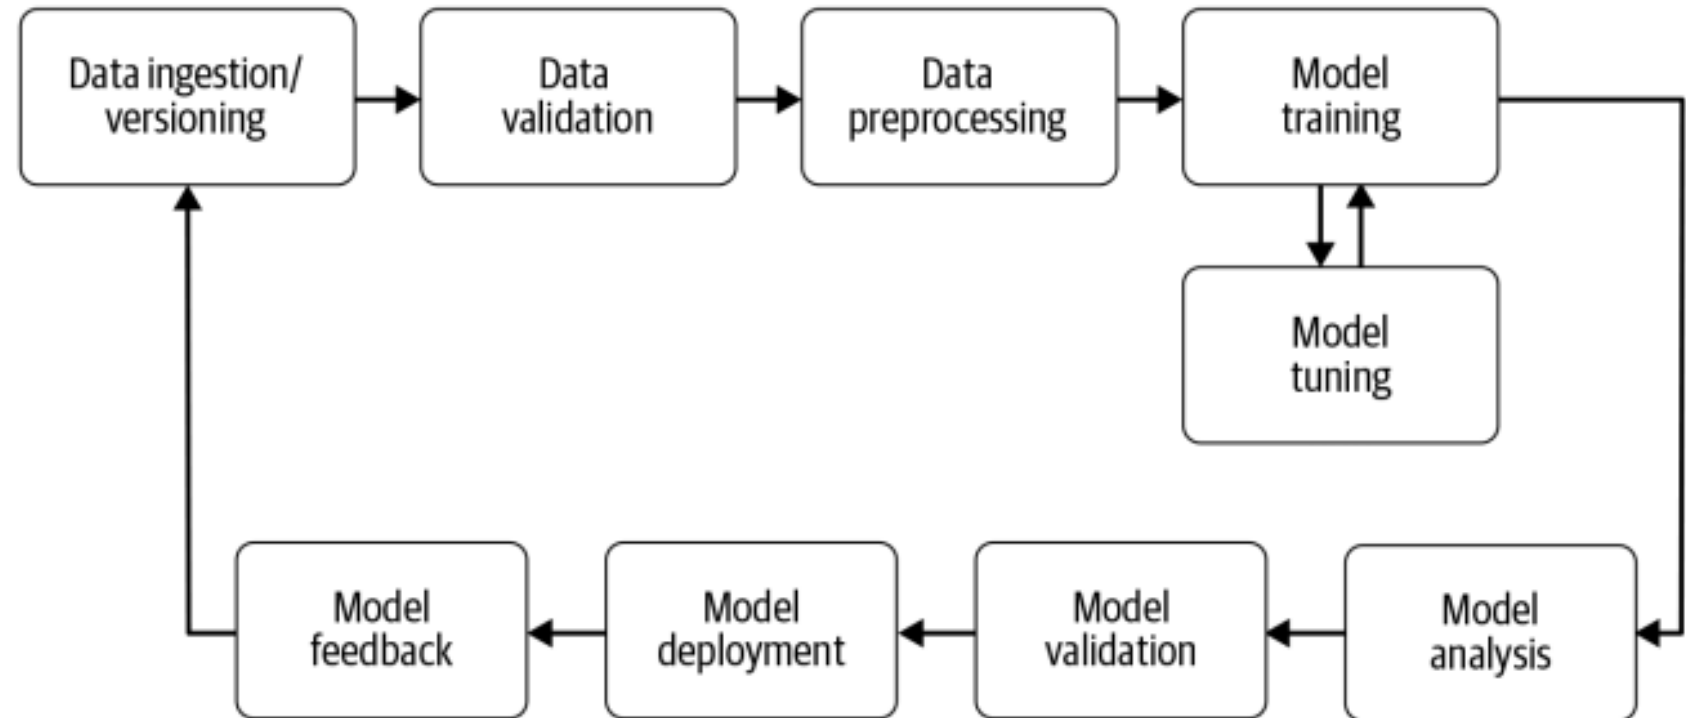 Data ingestion/
versioning
Data
validation
Data
preprocessing
Model
training
Model
tuning
Model
feedback
Model
deployment
Model
validation
Model
analysis